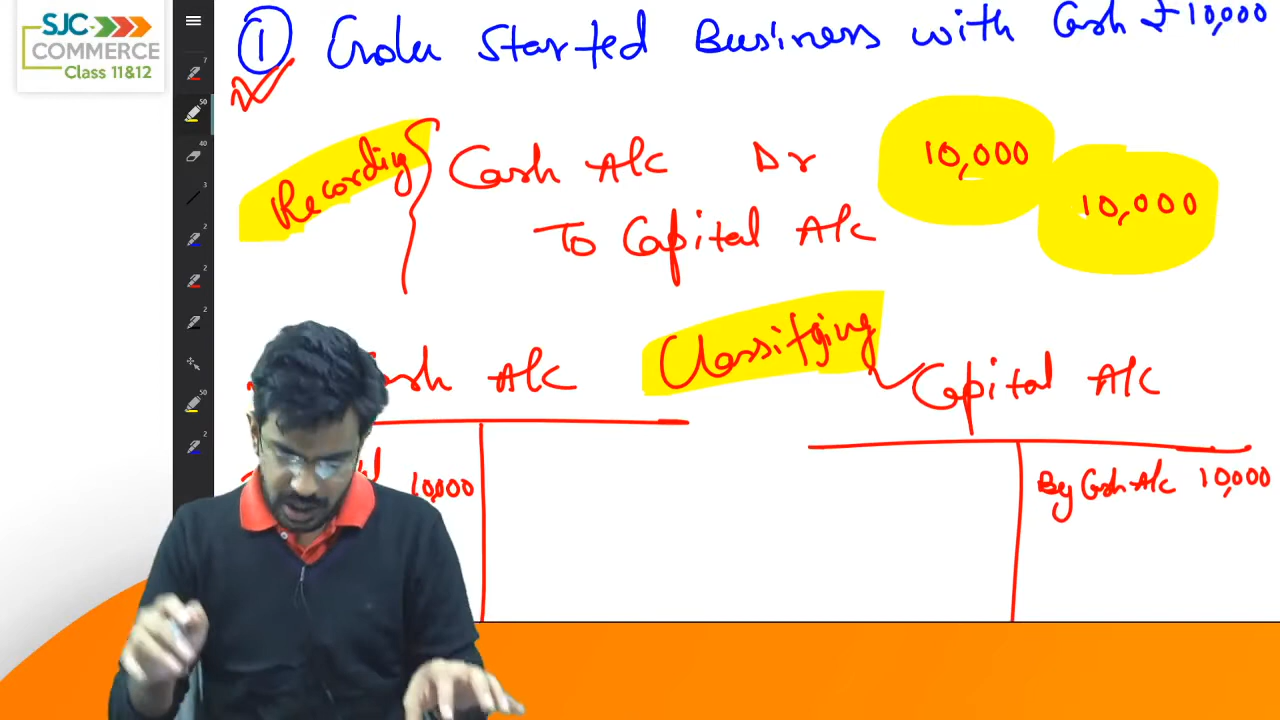 SJC
COMMERCE
Class 11&12
① Started Business with Cash ₹ 10,000
Recording
Cash A/c Dr 10,000
To Capital A/c 10,000
Classifying
A/c
Capital A/c
10,000
By Cash A/c 10,000